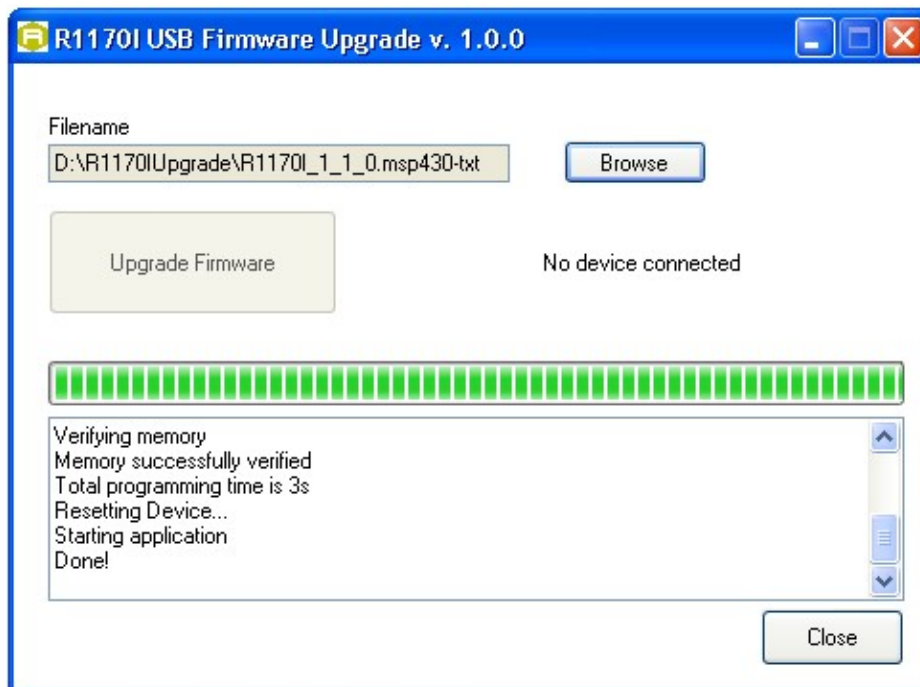 R1170I USB Firmware Upgrade v. 1.0.0
Filename
D:\R1170IUpgrade\R1170I_1_1_0.msp430-txt
Browse
Upgrade Firmware
No device connected
Verifying memory
Memory successfully verified
Total programming time is 3s
Resetting Device...
Starting application
Done!
Close